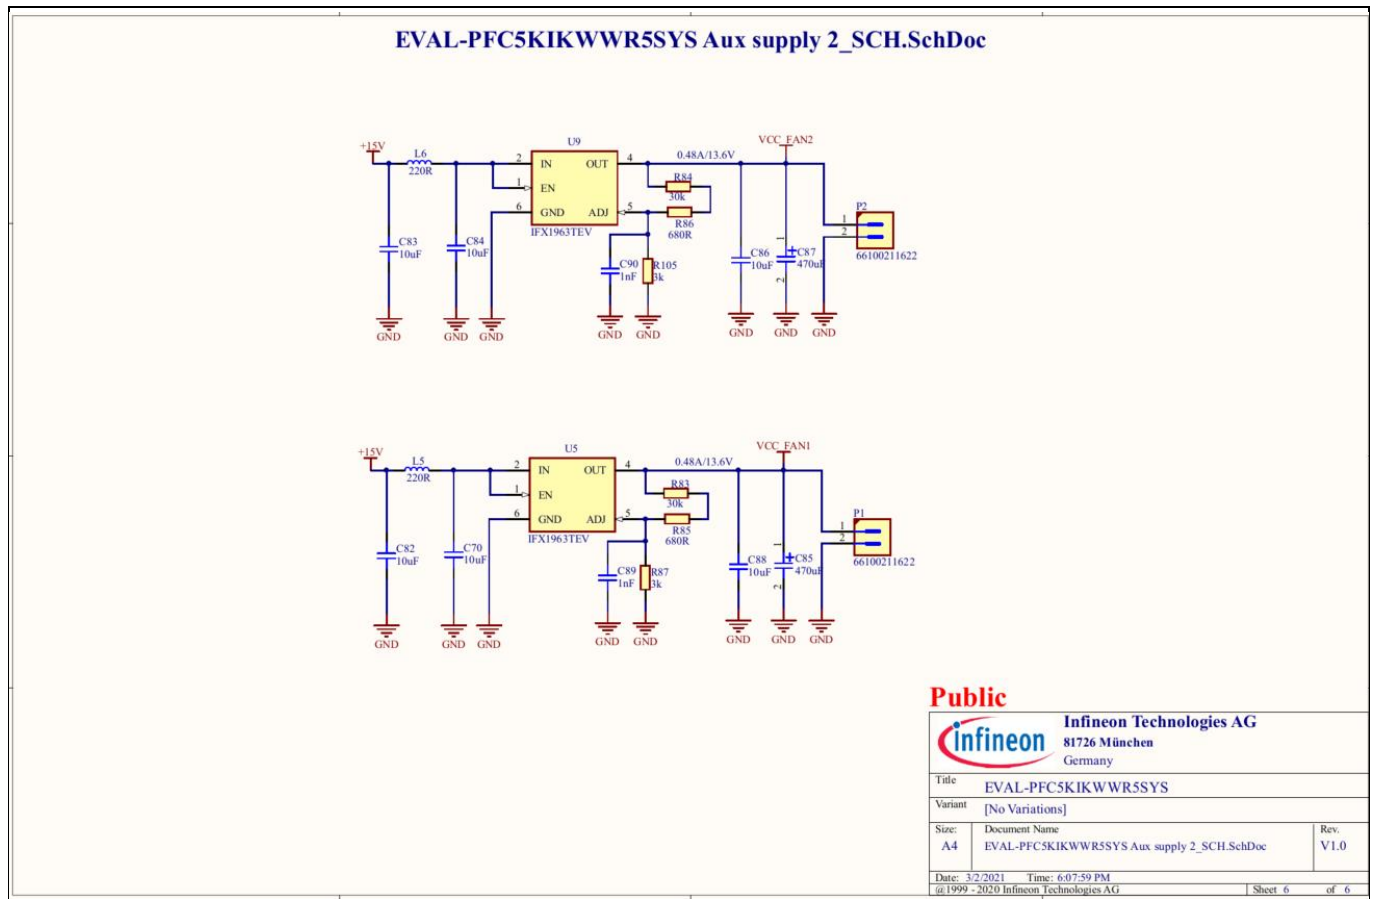 EVAL-PFC5KIKWWR5SYS Aux supply 2_SCH.SchDoc
+15V
L6
220R
C83
10uF
C84
10uF
GND
GND
GND
U9
2
IN
OUT
4
1
EN
6
GND
ADJ
5
IFX1963TEV
0.48A/13.6V
R84
30k
R86
680R
C90
1nF
R105
3k
GND
GND
VCC_FAN2
C86
10uF
1
C87
470uF
2
GND
GND
GND
P2
1
2
66100211622
+15V
L5
220R
C82
10uF
C70
10uF
GND
GND
GND
U5
2
IN
OUT
4
1
EN
6
GND
ADJ
5
IFX1963TEV
0.48A/13.6V
R83
30k
R85
680R
C89
1nF
R87
3k
GND
GND
VCC_FAN1
C88
10uF
1
C85
470uF
2
GND
GND
GND
P1
1
2
66100211622
Public
infineon
Infineon Technologies AG
81726 München
Germany
Title
EVAL-PFC5KIKWWR5SYS
Variant
[No Variations]
Size:
A4
Document Name
EVAL-PFC5KIKWWR5SYS Aux supply 2_SCH.SchDoc
Rev.
V1.0
Date: 3/2/2021 Time: 6:07:59 PM
@1999 - 2020 Infineon Technologies AG
Sheet 6 of 6